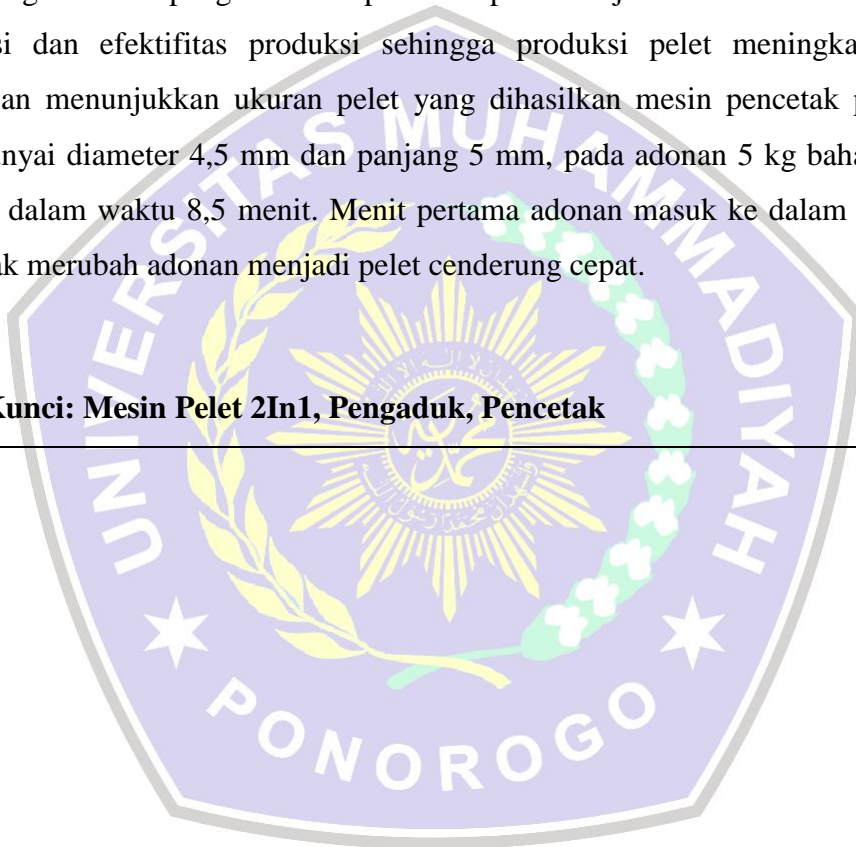 si dan efektifitas produksi sehingga produksi pelet meningka
an menunjukkan ukuran pelet yang dihasilkan mesin pencetak p
nyai diameter 4,5 mm dan panjang 5 mm, pada adonan 5 kg baha
dalam waktu 8,5 menit. Menit pertama adonan masuk ke dalam
ak merubah adonan menjadi pelet cenderung cepat.
Kunci: Mesin Pelet 2In1, Pengaduk, Pencetak
UNIVERSITAS MUHAMMADIYAH
PONOROGO